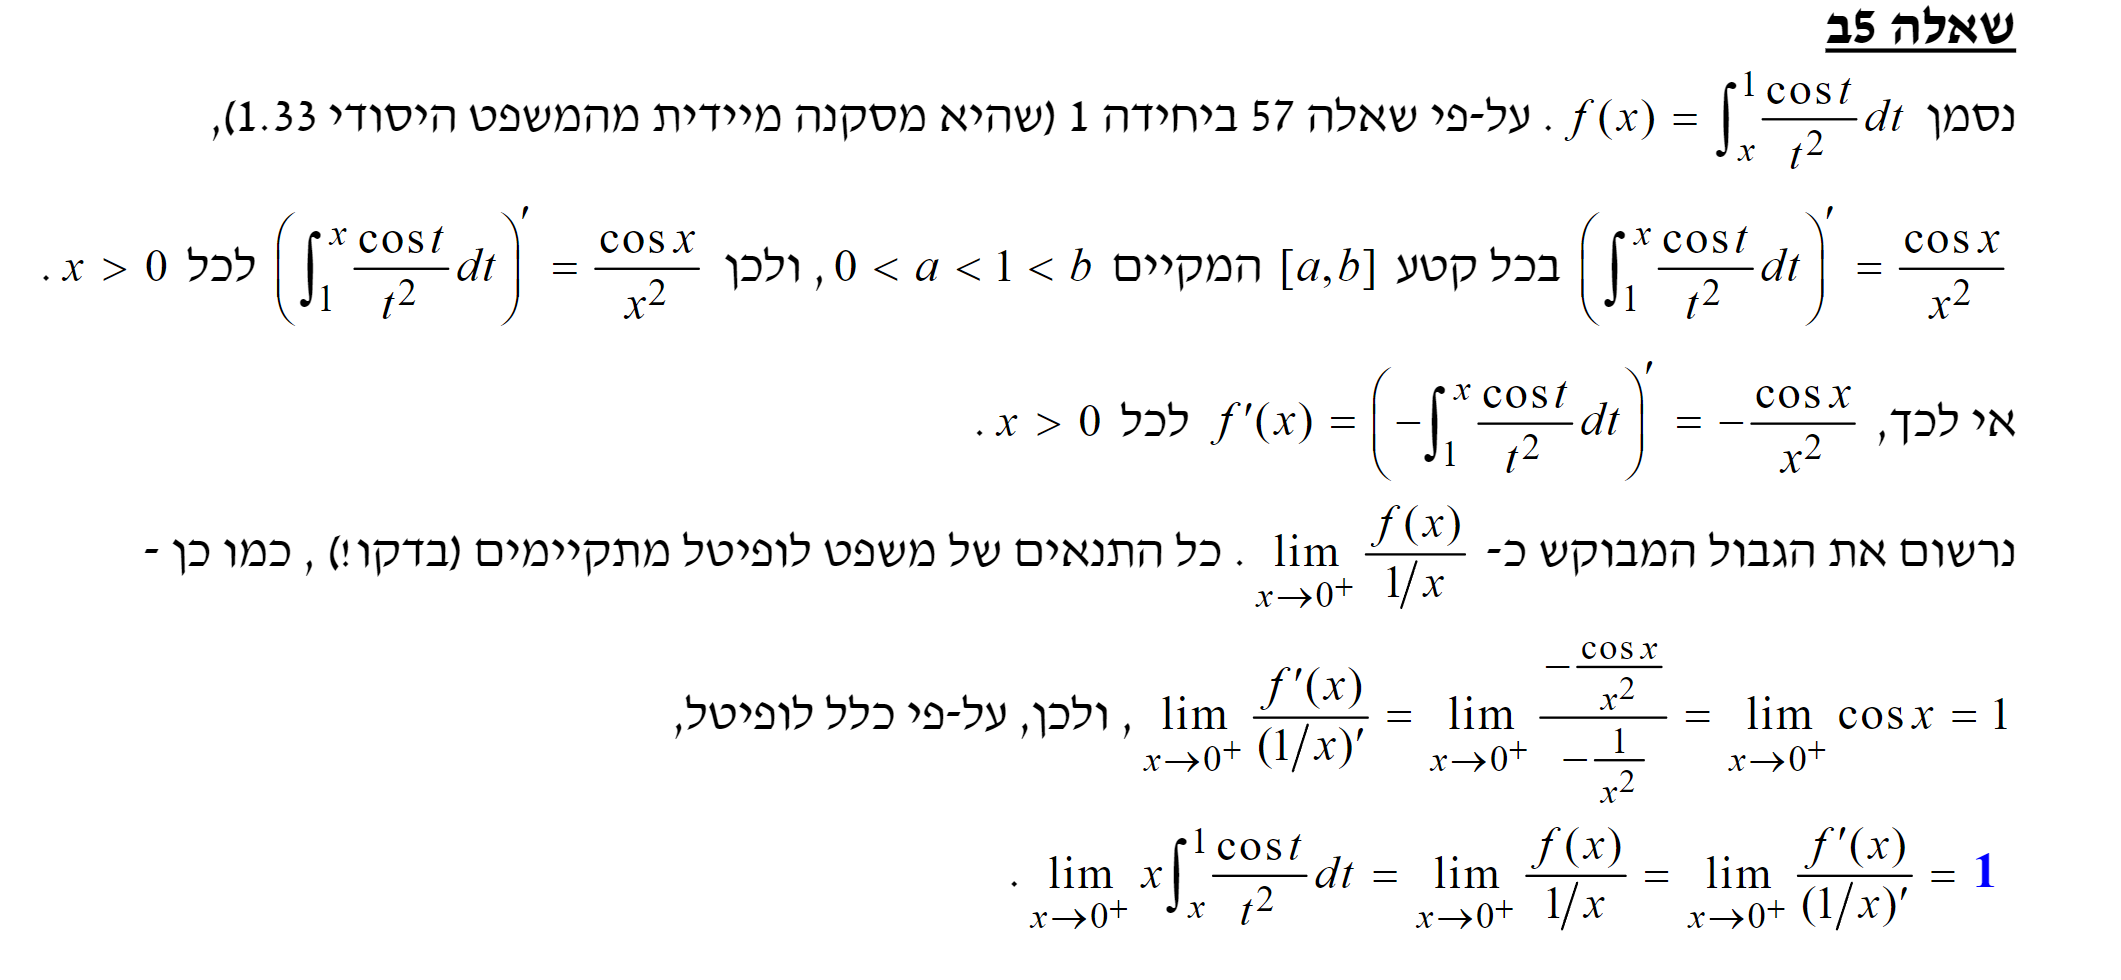 שאלה 5ב
נסמן f(x) = ∫_x^1 (cos t)/t² dt . על-פי שאלה 57 ביחידה 1 (שהיא מסקנה מיידית מהמשפט היסודי 1.33),
(∫_1^x (cos t)/t² dt)′ = (cos x)/x² בכל קטע [a,b] המקיים 0 < a < 1 < b , ולכן (∫_1^x (cos t)/t² dt)′ = (cos x)/x² לכל x > 0 .
אי לכך, f′(x) = (−∫_1^x (cos t)/t² dt)′ = −(cos x)/x² לכל x > 0 .
נרשום את הגבול המבוקש כ- lim_{x→0⁺} f(x)/(1/x) . כל התנאים של משפט לופיטל מתקיימים (בדקו!) , כמו כן -
lim_{x→0⁺} f′(x)/(1/x)′ = lim_{x→0⁺} (−(cos x)/x²)/(−1/x²) = lim_{x→0⁺} cos x = 1 , ולכן, על-פי כלל לופיטל,
lim_{x→0⁺} x∫_x^1 (cos t)/t² dt = lim_{x→0⁺} f(x)/(1/x) = lim_{x→0⁺} f′(x)/(1/x)′ = 1 .